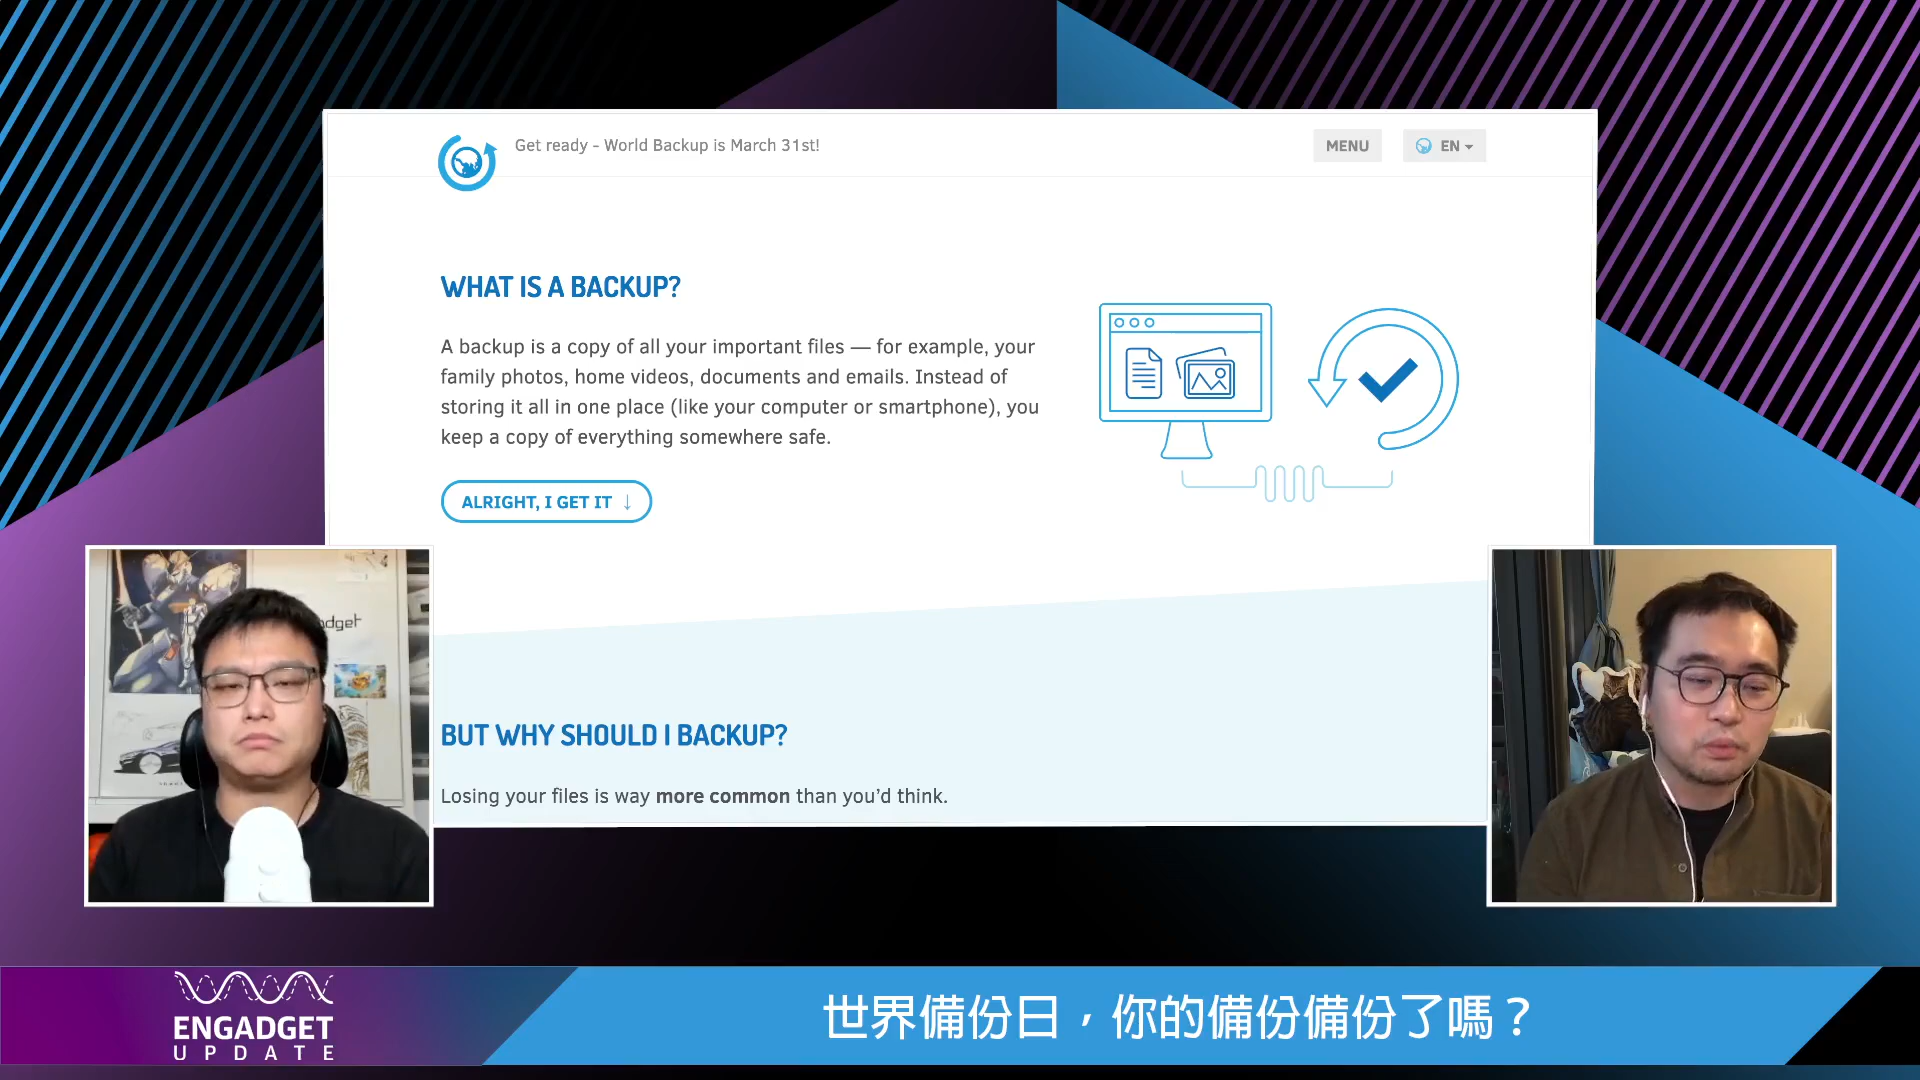 Get ready - World Backup is March 31st!
MENU
EN
WHAT IS A BACKUP?
A backup is a copy of all your important files — for example, your
family photos, home videos, documents and emails. Instead of
storing it all in one place (like your computer or smartphone), you
keep a copy of everything somewhere safe.
ALRIGHT, I GET IT ↓
adget
BUT WHY SHOULD I BACKUP?
Losing your files is way more common than you’d think.
ENGADGET
UPDATE
世界備份日，你的備份備份了嗎？